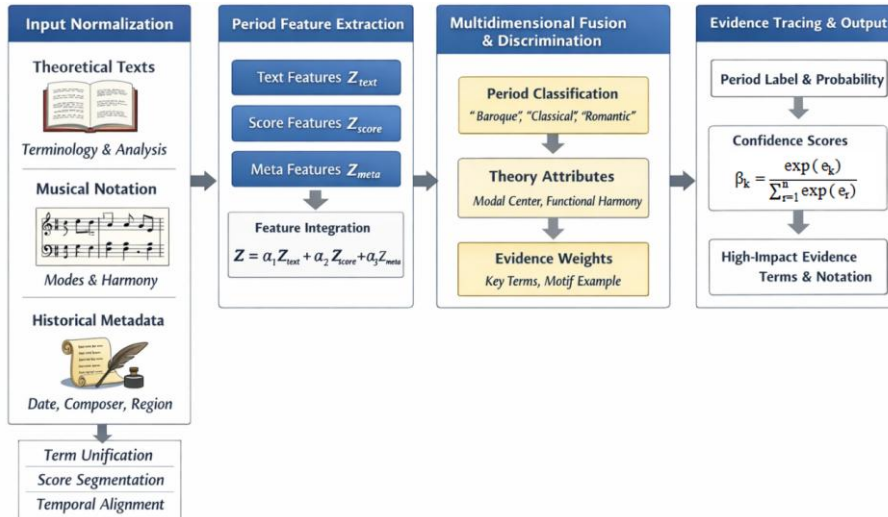 Input Normalization
Theoretical Texts
Terminology & Analysis
Musical Notation
Modes & Harmony
Historical Metadata
Date, Composer, Region
Term Unification
Score Segmentation
Temporal Alignment
Period Feature Extraction
Text Features Z_text
Score Features Z_score
Meta Features Z_meta
Feature Integration
Z = α₁Z_text + α₂Z_score + α₃Z_meta
Multidimensional Fusion
& Discrimination
Period Classification
"Baroque", "Classical", "Romantic"
Theory Attributes
Modal Center, Functional Harmony
Evidence Weights
Key Terms, Motif Example
Evidence Tracing & Output
Period Label & Probability
Confidence Scores
β_k = exp(e_k) / ∑_{r=1}^{n} exp(e_r)
High-Impact Evidence
Terms & Notation